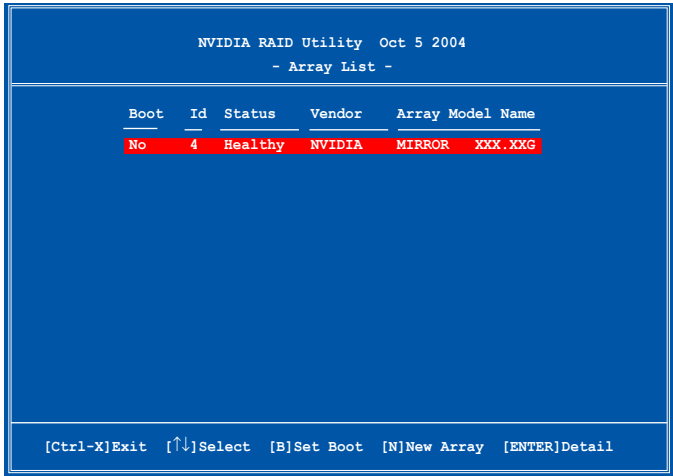 NVIDIA RAID Utility Oct 5 2004
- Array List -
Boot Id Status Vendor Array Model Name
No 4 Healthy NVIDIA MIRROR XXX.XXG
[Ctrl-X]Exit [↑↓]Select [B]Set Boot [N]New Array [ENTER]Detail